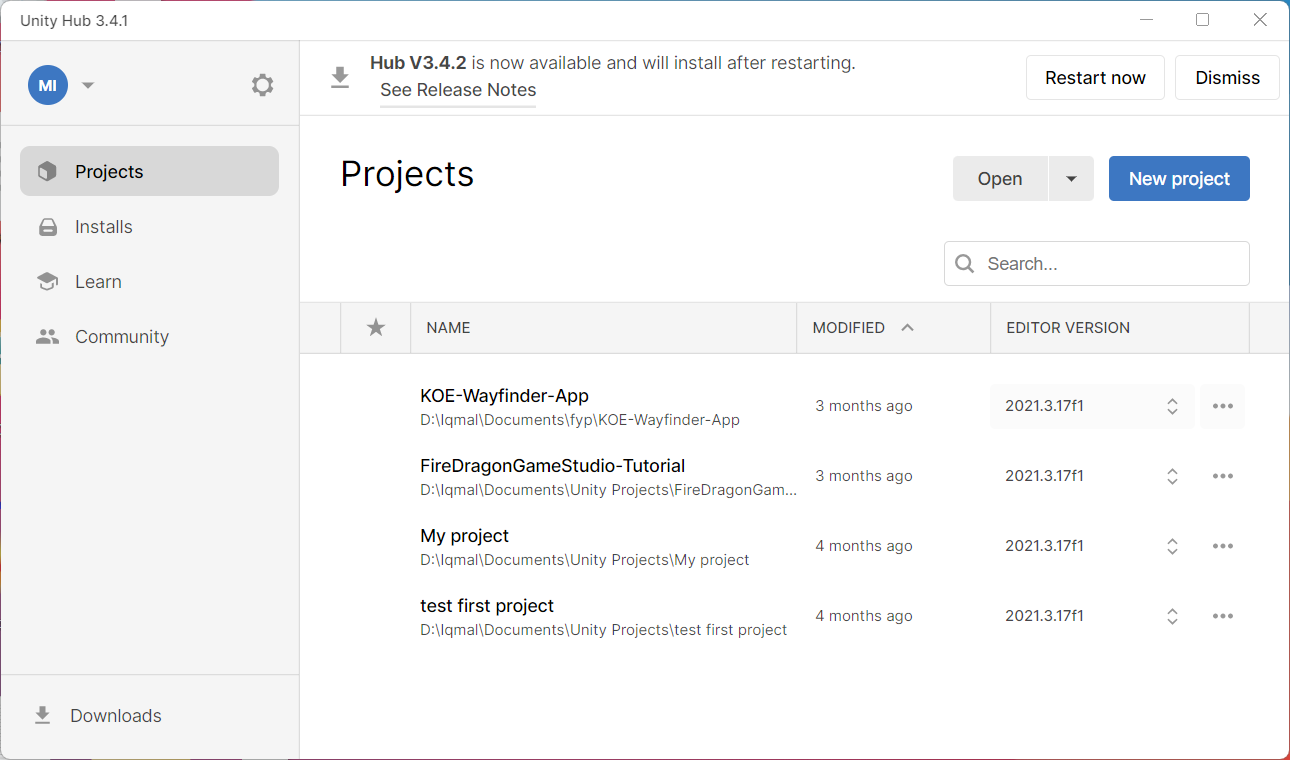 Unity Hub 3.4.1
MI
Projects
Installs
Learn
Community
Downloads
Hub V3.4.2 is now available and will install after restarting.
See Release Notes
Restart now
Dismiss
Projects
Open
New project
Search...
NAME MODIFIED EDITOR VERSION
KOE-Wayfinder-App
D:\Iqmal\Documents\fyp\KOE-Wayfinder-App
3 months ago
2021.3.17f1
FireDragonGameStudio-Tutorial
D:\Iqmal\Documents\Unity Projects\FireDragonGam...
3 months ago
2021.3.17f1
My project
D:\Iqmal\Documents\Unity Projects\My project
4 months ago
2021.3.17f1
test first project
D:\Iqmal\Documents\Unity Projects\test first project
4 months ago
2021.3.17f1